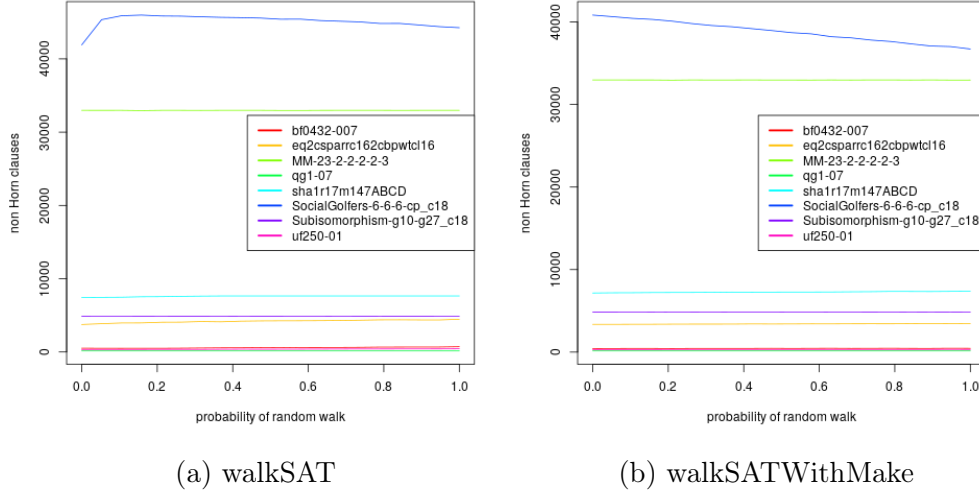 non Horn clauses
40000
30000
20000
10000
0
bf0432-007
eq2csparrc162cbpwtcl16
MM-23-2-2-2-2-3
qg1-07
sha1r17m147ABCD
SocialGolfers-6-6-6-cp_c18
Subisomorphism-g10-g27_c18
uf250-01
0.0 0.2 0.4 0.6 0.8 1.0
probability of random walk
(a) walkSAT
non Horn clauses
40000
30000
20000
10000
0
bf0432-007
eq2csparrc162cbpwtcl16
MM-23-2-2-2-2-3
qg1-07
sha1r17m147ABCD
SocialGolfers-6-6-6-cp_c18
Subisomorphism-g10-g27_c18
uf250-01
0.0 0.2 0.4 0.6 0.8 1.0
probability of random walk
(b) walkSATWithMake